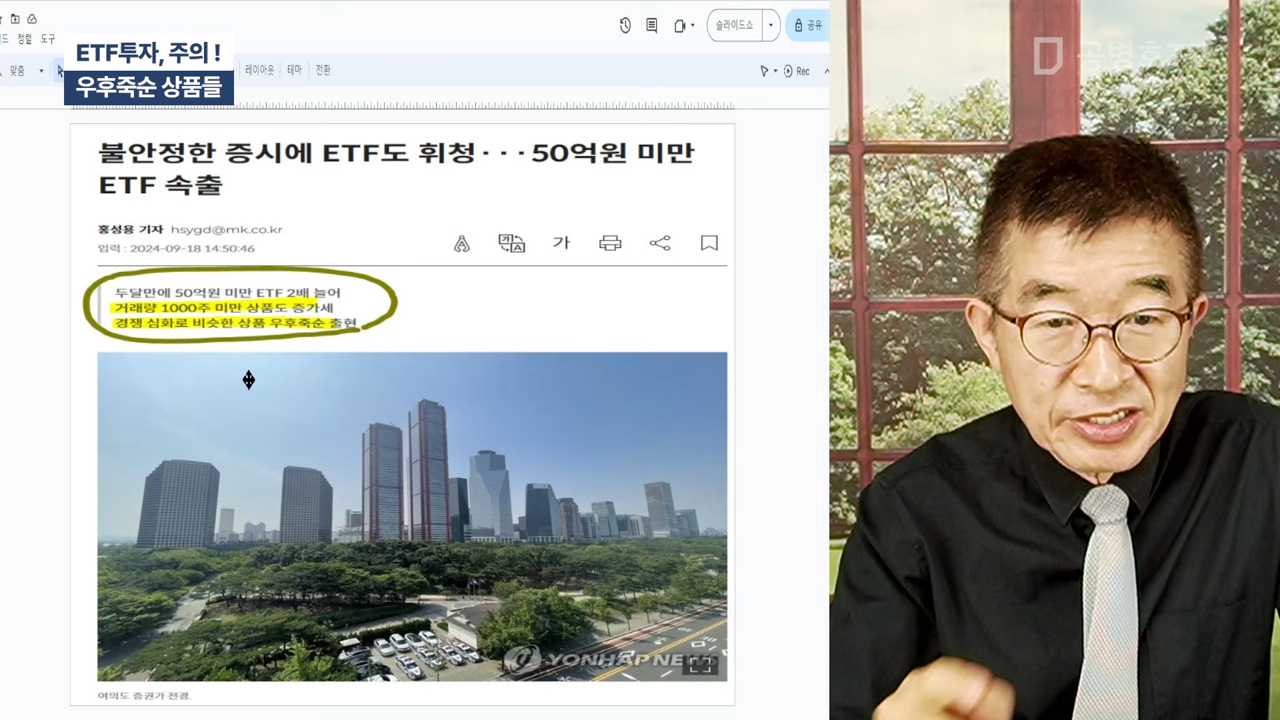 정렬 도구
슬라이드쇼
공유
맞춤
레이아웃
테마
전환
Rec
ETF투자, 주의 !
우후죽순 상품들
불안정한 증시에 ETF도 휘청···50억원 미만
ETF 속출
홍성용 기자 hsygd@mk.co.kr
입력 : 2024-09-18 14:50:46
가
두달만에 50억원 미만 ETF 2배 늘어
거래량 1000주 미만 상품도 증가세
경쟁 심화로 비슷한 상품 우후죽순 출현
YONHAP NEWS
여의도 증권가 전경.
공병호